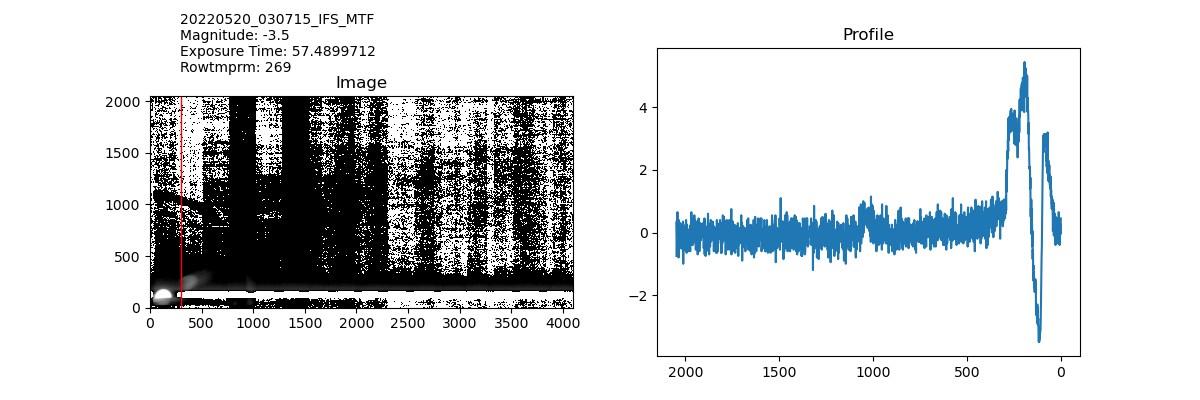 20220520_030715_IFS_MTF
Magnitude: -3.5
Exposure Time: 57.4899712
Rowtmprm: 269
Image
2000
1500
1000
500
0
0 500 1000 1500 2000 2500 3000 3500 4000
Profile
4
2
0
−2
2000 1500 1000 500 0